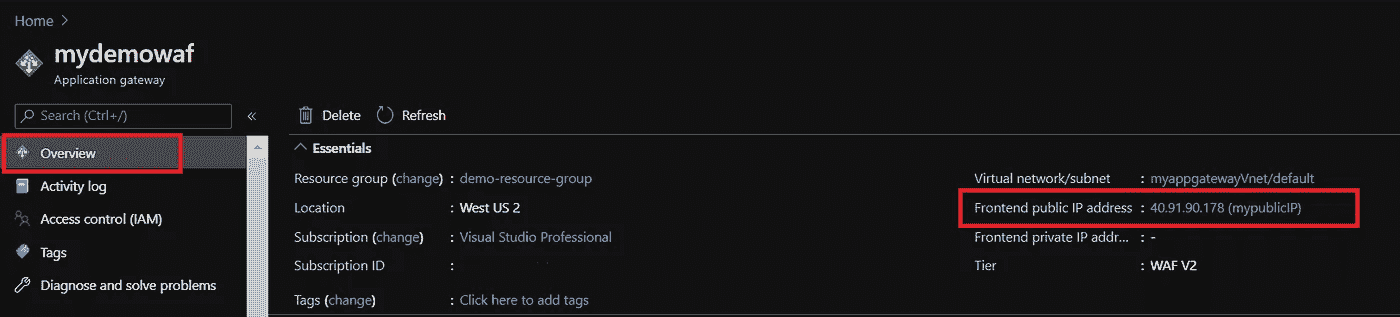 Home >
mydemowaf
Application gateway
Search (Ctrl+/)
«
Delete
Refresh
Overview
Activity log
Access control (IAM)
Tags
Diagnose and solve problems
Essentials
Resource group (change) : demo-resource-group
Location : West US 2
Subscription (change) : Visual Studio Professional
Subscription ID :
Tags (change) : Click here to add tags
Virtual network/subnet : myappgatewayVnet/default
Frontend public IP address : 40.91.90.178 (mypublicIP)
Frontend private IP addr... : -
Tier : WAF V2